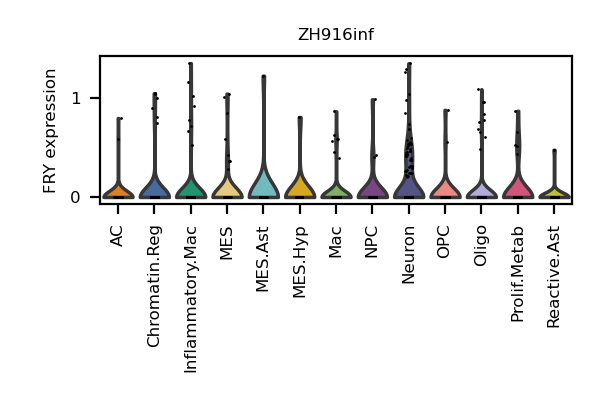 ZH916inf
FRY expression
1
0
AC
Chromatin.Reg
Inflammatory.Mac
MES
MES.Ast
MES.Hyp
Mac
NPC
Neuron
OPC
Oligo
Prolif.Metab
Reactive.Ast